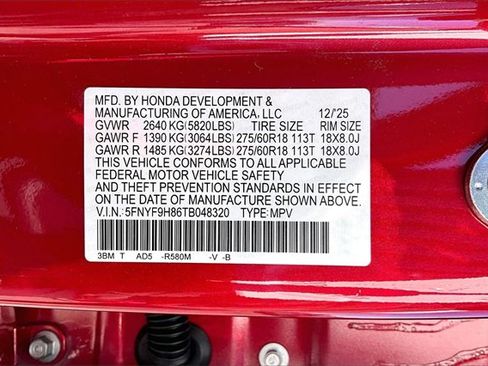 MFD. BY HONDA DEVELOPMENT &
MANUFACTURING OF AMERICA, LLC 12/'25
GVWR 2640 KG(5820LBS) TIRE SIZE RIM SIZE
GAWR F 1390 KG(3064LBS) 275/60R18 113T 18X8.0J
GAWR R 1485 KG(3274LBS) 275/60R18 113T 18X8.0J
THIS VEHICLE CONFORMS TO ALL APPLICABLE
FEDERAL MOTOR VEHICLE SAFETY
AND THEFT PREVENTION STANDARDS IN EFFECT
ON THE DATE OF MANUFACTURE SHOWN ABOVE.
V.I.N.: 5FNYF9H86TB048320 TYPE: MPV
3BM T AD5 -R580M -V -B